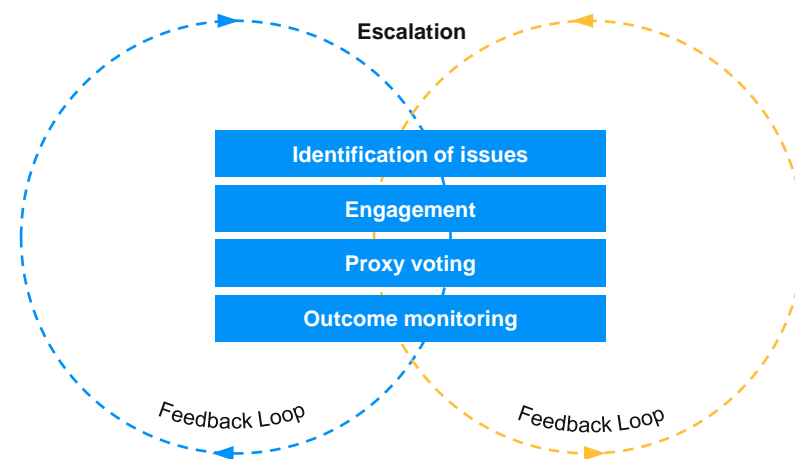 Escalation
Identification of issues
Engagement
Proxy voting
Outcome monitoring
Feedback Loop
Feedback Loop